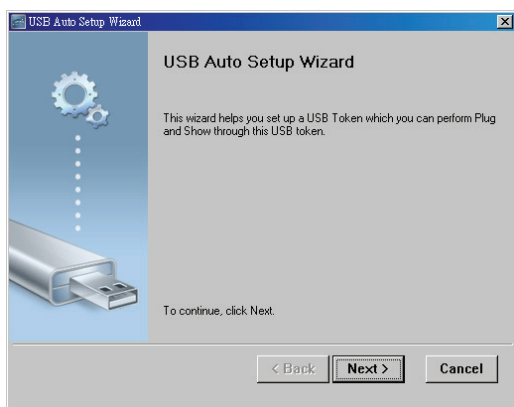 USB Auto Setup Wizard
USB Auto Setup Wizard
This wizard helps you set up a USB Token which you can perform Plug
and Show through this USB token.
To continue, click Next.
< Back
Next >
Cancel